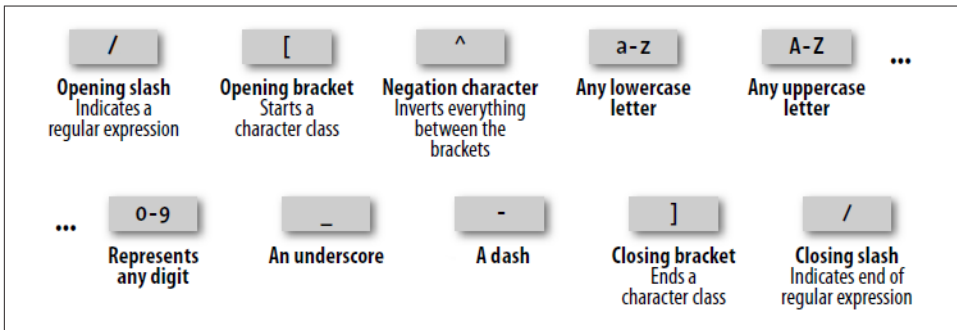 / [ ^ a-z A-Z ...
Opening slash Opening bracket Negation character Any lowercase Any uppercase
Indicates a Starts a Inverts everything letter letter
regular expression character class between the
brackets
... 0-9 _ - ] /
Represents An underscore A dash Closing bracket Closing slash
any digit Ends a Indicates end of
character class regular expression